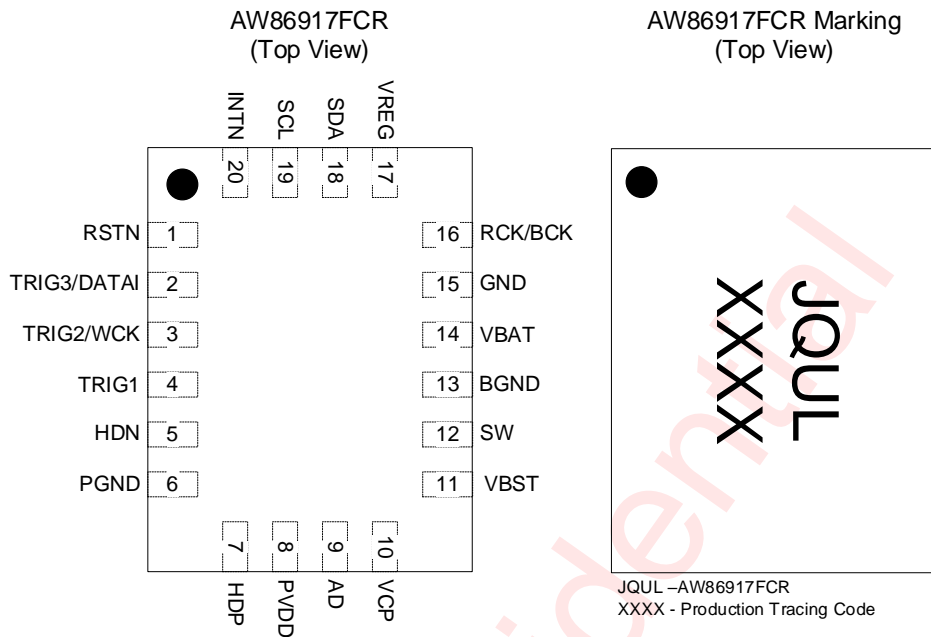 AW86917FCR
(Top View)
AW86917FCR Marking
(Top View)
INTN
SCL
SDA
VREG
20
19
18
17
RSTN 1
TRIG3/DATAI 2
TRIG2/WCK 3
TRIG1 4
HDN 5
PGND 6
16 RCK/BCK
15 GND
14 VBAT
13 BGND
12 SW
11 VBST
7
8
9
10
HDP
PVDD
AD
VCP
JQUL
XXXX
JQUL –AW86917FCR
XXXX - Production Tracing Code
idential